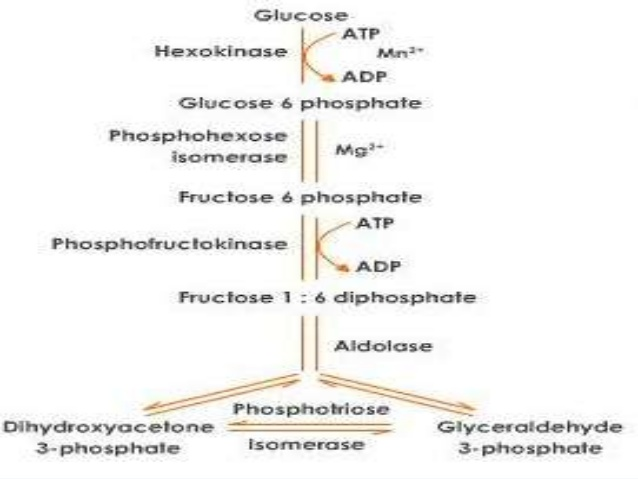 Glucose
ATP
Hexokinase
Mn²⁺
ADP
Glucose 6 phosphate
Phosphohexose
isomerase
Mg²⁺
Fructose 6 phosphate
ATP
Phosphofructokinase
ADP
Fructose 1 : 6 diphosphate
Aldolase
Phosphotriose
Isomerase
Dihydroxyacetone
3-phosphate
Glyceraldehyde
3-phosphate